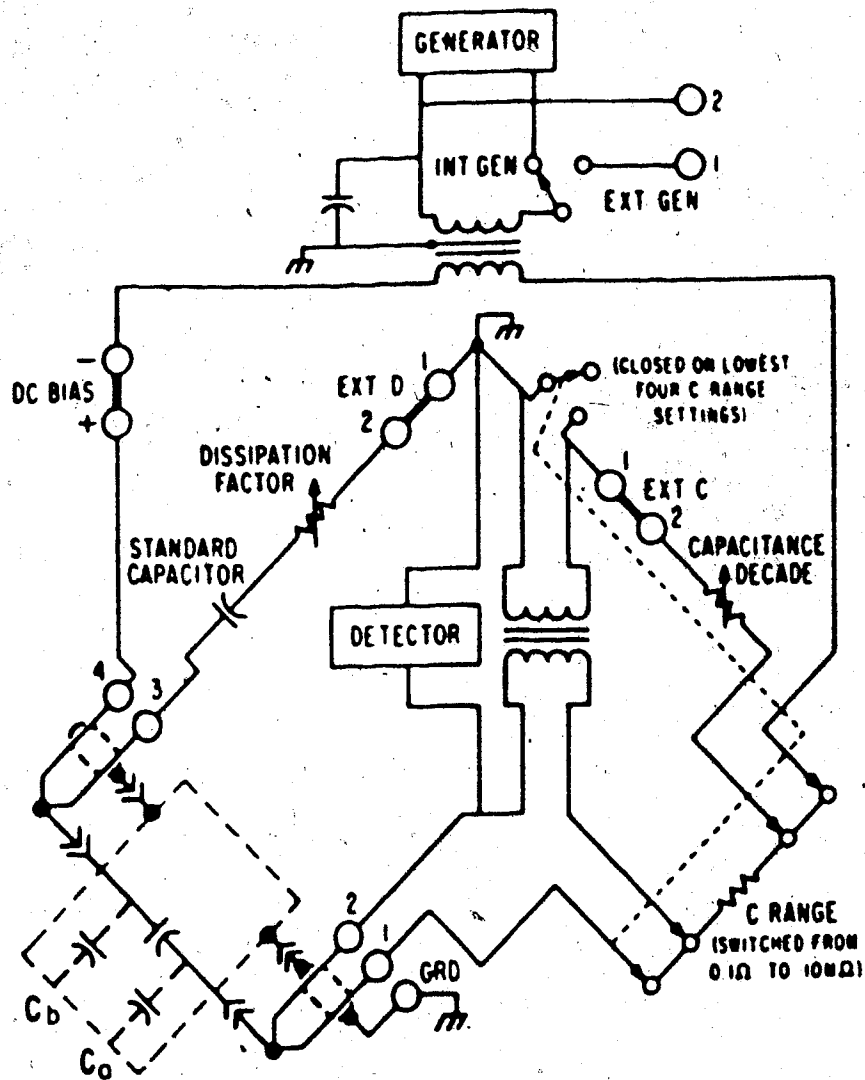 GENERATOR
2
INT GEN
1
EXT GEN
-
DC BIAS
+
1
EXT D
2
(CLOSED ON LOWEST
FOUR C RANGE
SETTINGS)
DISSIPATION
FACTOR
1
EXT C
2
STANDARD
CAPACITOR
CAPACITANCE
DECADE
DETECTOR
4
3
2
1
GRD
C RANGE
(SWITCHED FROM
0.1Ω TO 10MΩ)
Cb
Ca